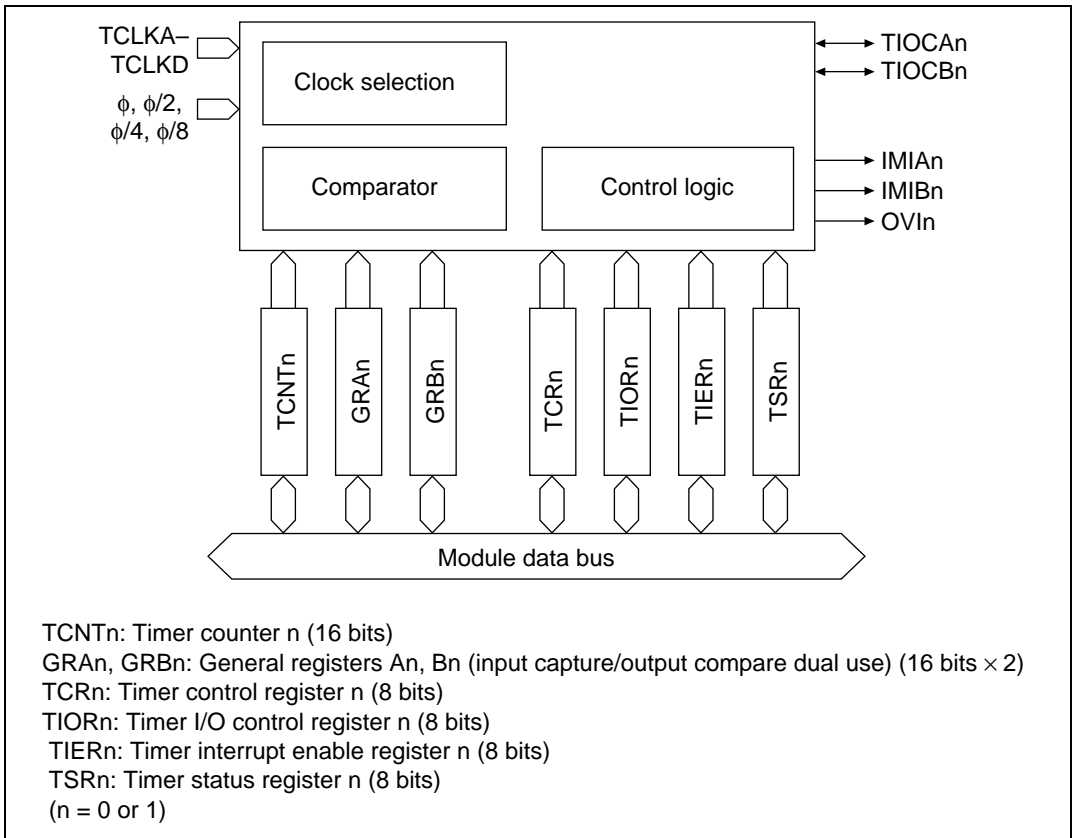 TCLKA–
TCLKD
ϕ, ϕ/2,
ϕ/4, ϕ/8
Clock selection
Comparator
Control logic
TIOCAn
TIOCBn
IMIAn
IMIBn
OVIn
TCNTn
GRAn
GRBn
TCRn
TIORn
TIERn
TSRn
Module data bus
TCNTn: Timer counter n (16 bits)
GRAn, GRBn: General registers An, Bn (input capture/output compare dual use) (16 bits × 2)
TCRn: Timer control register n (8 bits)
TIORn: Timer I/O control register n (8 bits)
TIERn: Timer interrupt enable register n (8 bits)
TSRn: Timer status register n (8 bits)
(n = 0 or 1)